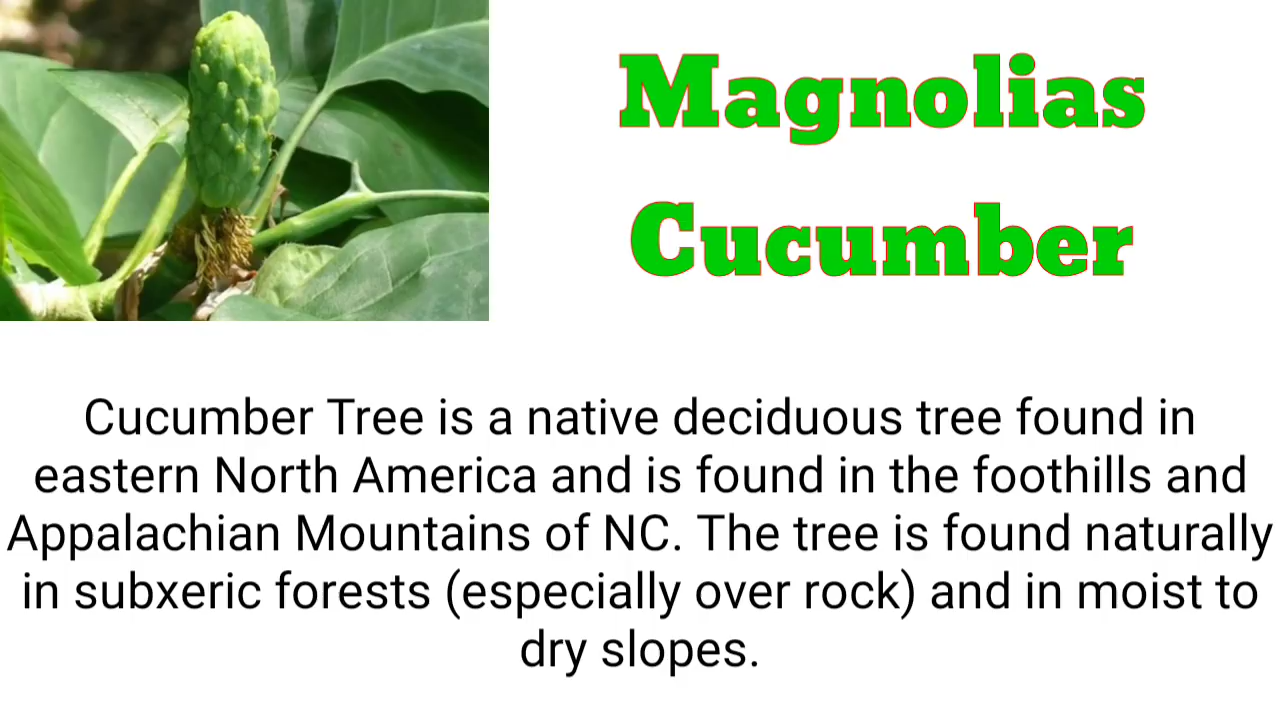 Magnolias
Cucumber
Cucumber Tree is a native deciduous tree found in
eastern North America and is found in the foothills and
Appalachian Mountains of NC. The tree is found naturally
in subxeric forests (especially over rock) and in moist to
dry slopes.